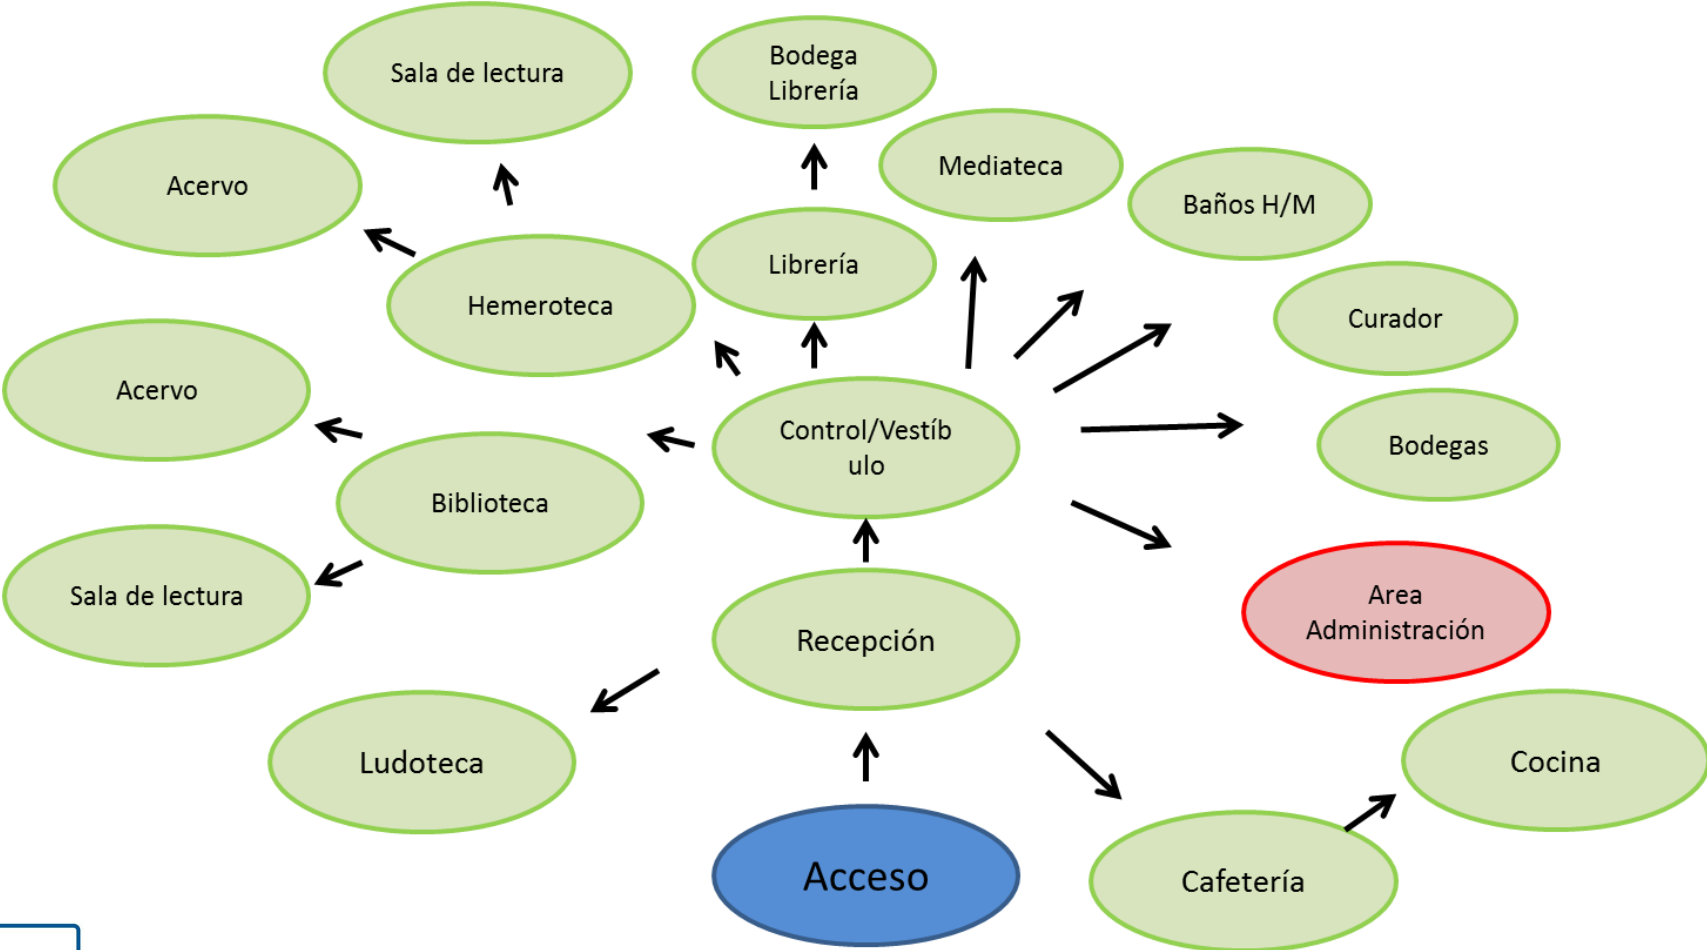 Sala de lectura
Bodega
Librería
Mediateca
Acervo
Baños H/M
Librería
Hemeroteca
Curador
Acervo
Control/Vestíb
ulo
Bodegas
Biblioteca
Sala de lectura
Area
Administración
Recepción
Ludoteca
Cocina
Acceso
Cafetería